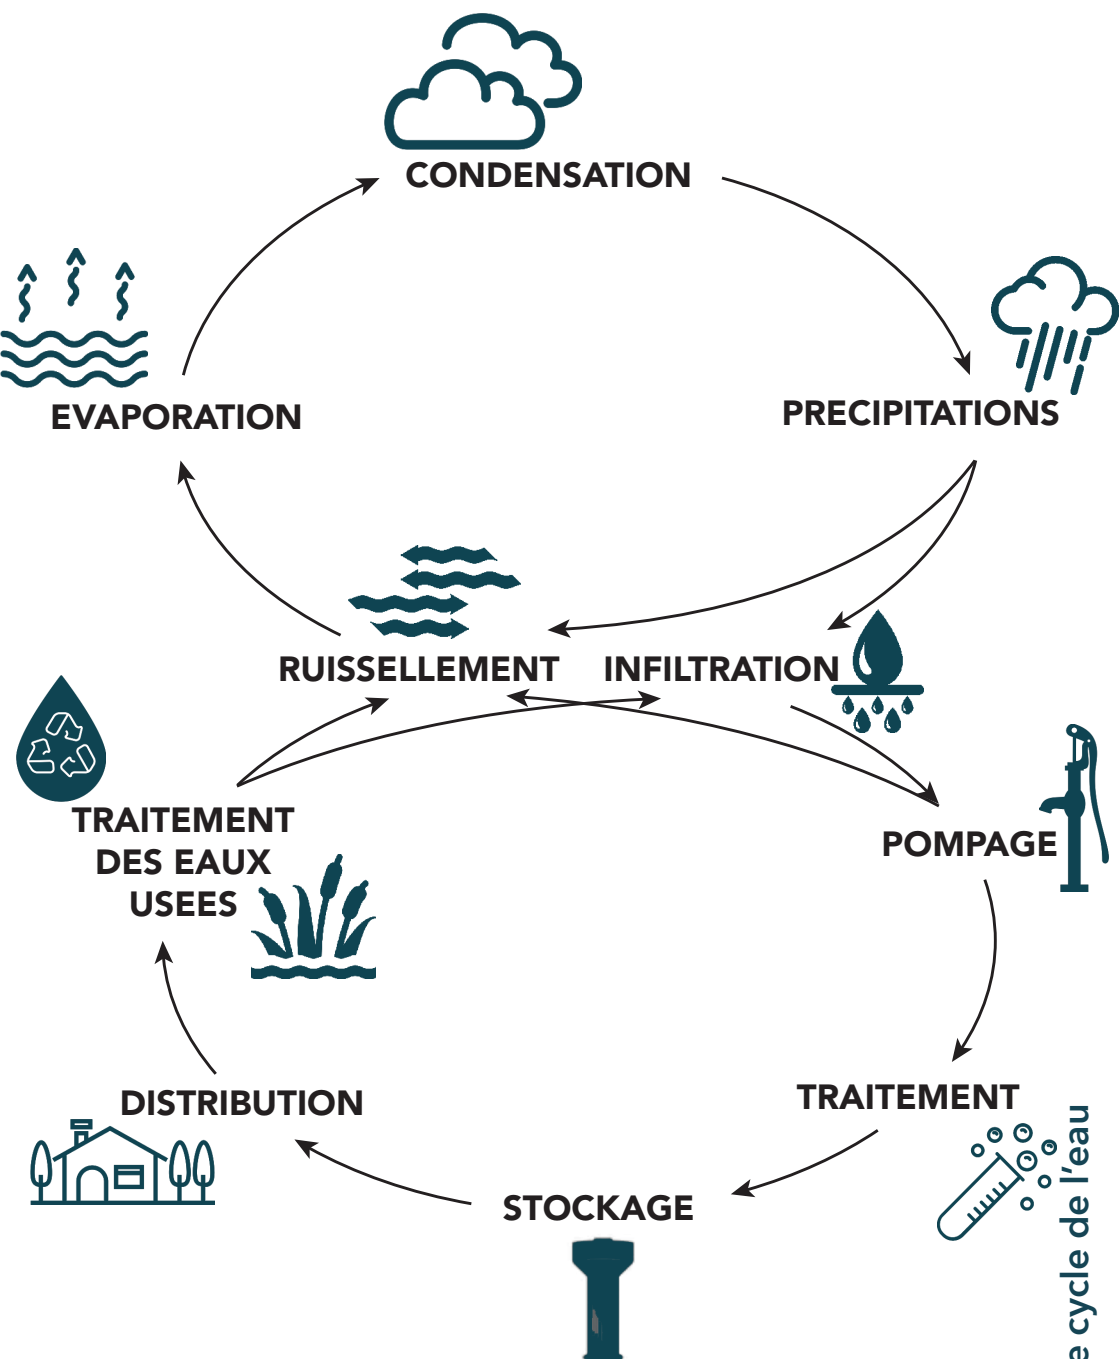 CONDENSATION
EVAPORATION
PRECIPITATIONS
RUISSELLEMENT
INFILTRATION
TRAITEMENT
DES EAUX
USEES
POMPAGE
DISTRIBUTION
TRAITEMENT
STOCKAGE
e cycle de l'eau